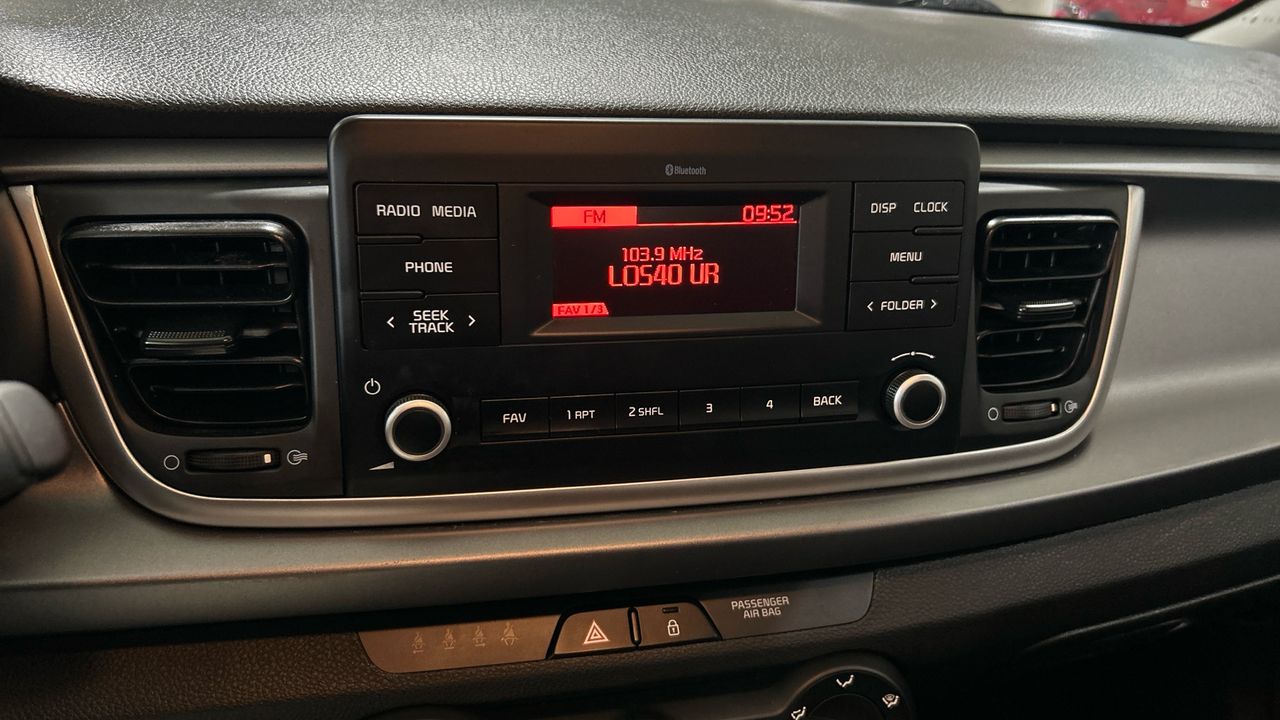 Bluetooth
RADIO MEDIA
PHONE
< SEEK TRACK >
FM 09:52
103.9 MHz
LOS40 UR
FAV 1/3
DISP CLOCK
MENU
< FOLDER >
FAV
1 RPT
2 SHFL
3
4
BACK
PASSENGER
AIR BAG